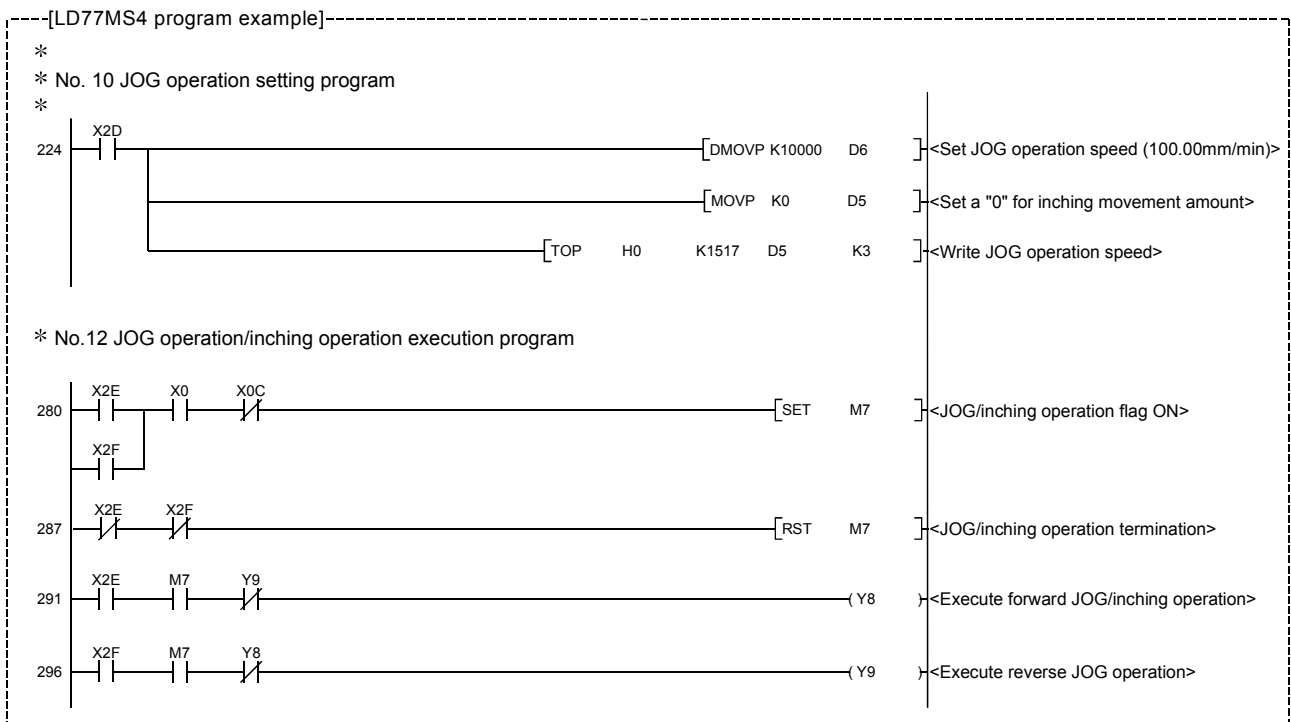 [LD77MS4 program example]
*
* No. 10 JOG operation setting program
*
X2D
224 DMOVP K10000 D6 <Set JOG operation speed (100.00mm/min)>
MOVP K0 D5 <Set a "0" for inching movement amount>
TOP H0 K1517 D5 K3 <Write JOG operation speed>
* No.12 JOG operation/inching operation execution program
X2E X0 X0C
280 SET M7 <JOG/inching operation flag ON>
X2F
X2E X2F
287 RST M7 <JOG/inching operation termination>
X2E M7 Y9
291 (Y8 ) <Execute forward JOG/inching operation>
X2F M7 Y8
296 (Y9 ) <Execute reverse JOG operation>